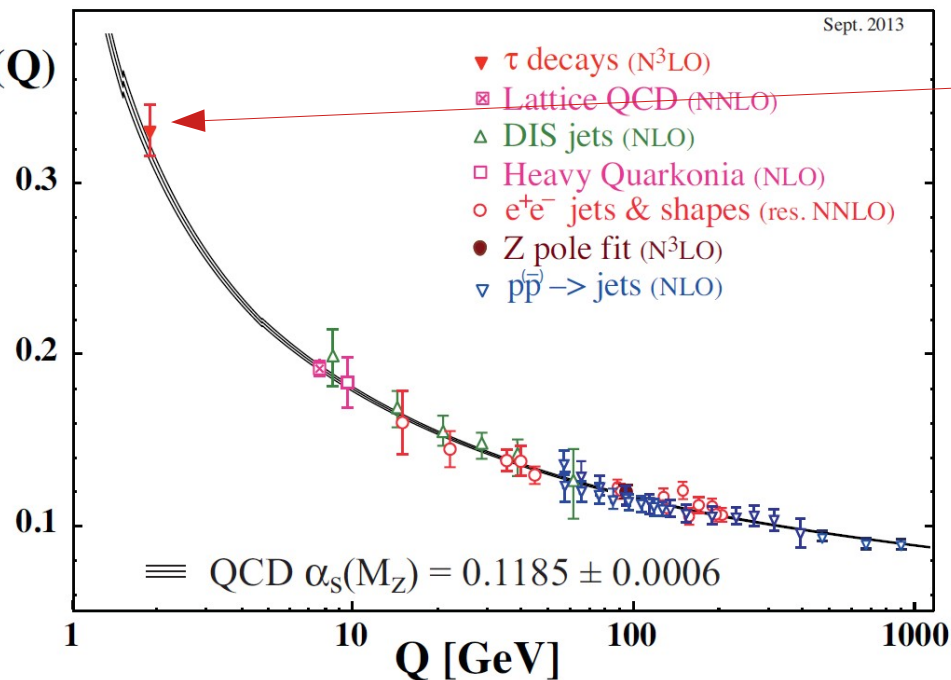 Sept. 2013
(Q)
τ decays (N³LO)
Lattice QCD (NNLO)
DIS jets (NLO)
Heavy Quarkonia (NLO)
e⁺e⁻ jets & shapes (res. NNLO)
Z pole fit (N³LO)
pp̄ –> jets (NLO)
0.3
0.2
0.1
QCD αₛ(M_Z) = 0.1185 ± 0.0006
1 10 100 1000
Q [GeV]